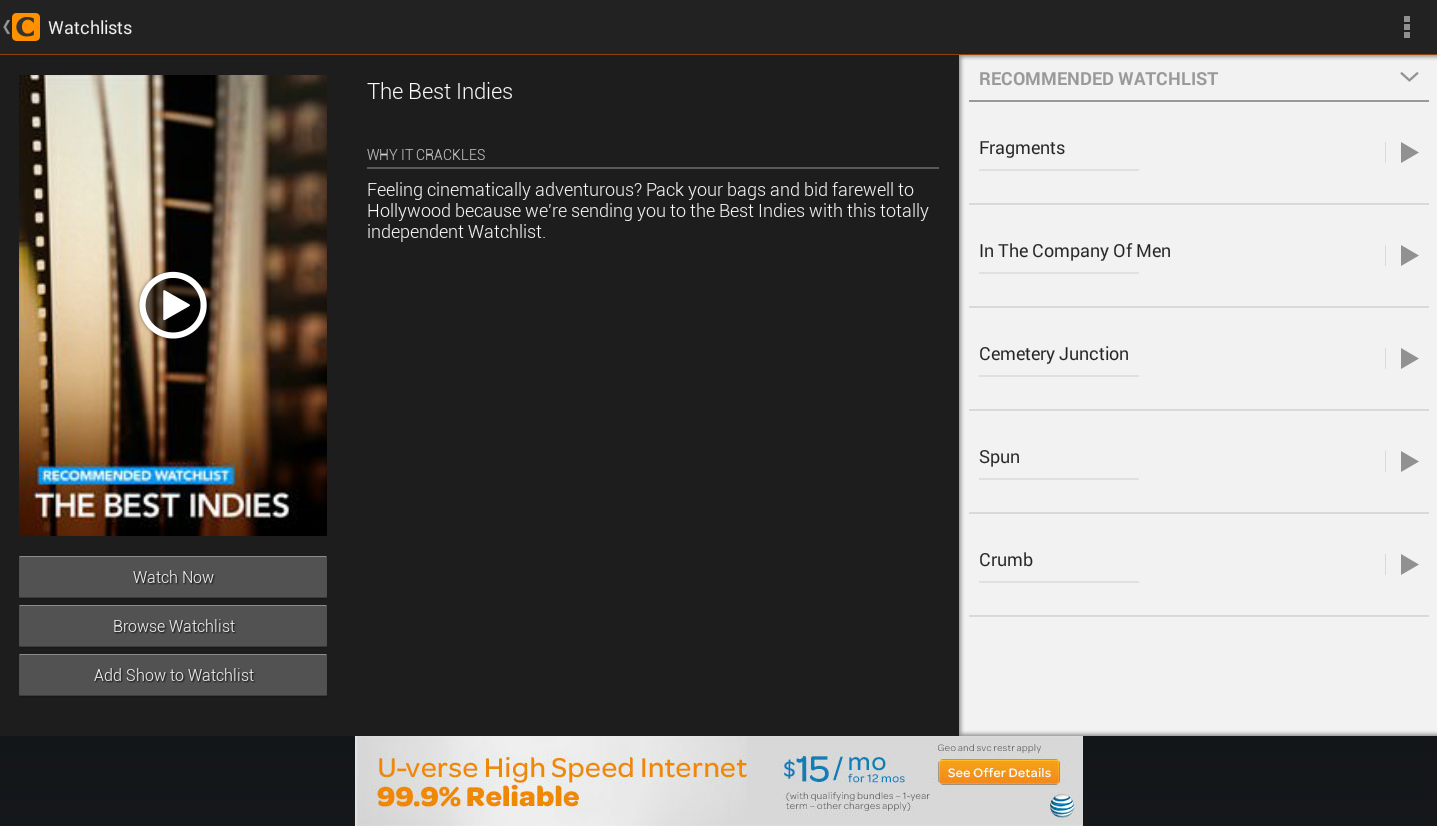 C Watchlists
RECOMMENDED WATCHLIST
THE BEST INDIES
Watch Now
Browse Watchlist
Add Show to Watchlist
The Best Indies
WHY IT CRACKLES
Feeling cinematically adventurous? Pack your bags and bid farewell to
Hollywood because we're sending you to the Best Indies with this totally
independent Watchlist.
RECOMMENDED WATCHLIST
Fragments
In The Company Of Men
Cemetery Junction
Spun
Crumb
U-verse High Speed Internet
99.9% Reliable
$15/mo
for 12 mos
(with qualifying bundles – 1-year
term – other charges apply)
Geo and svc restr apply
See Offer Details